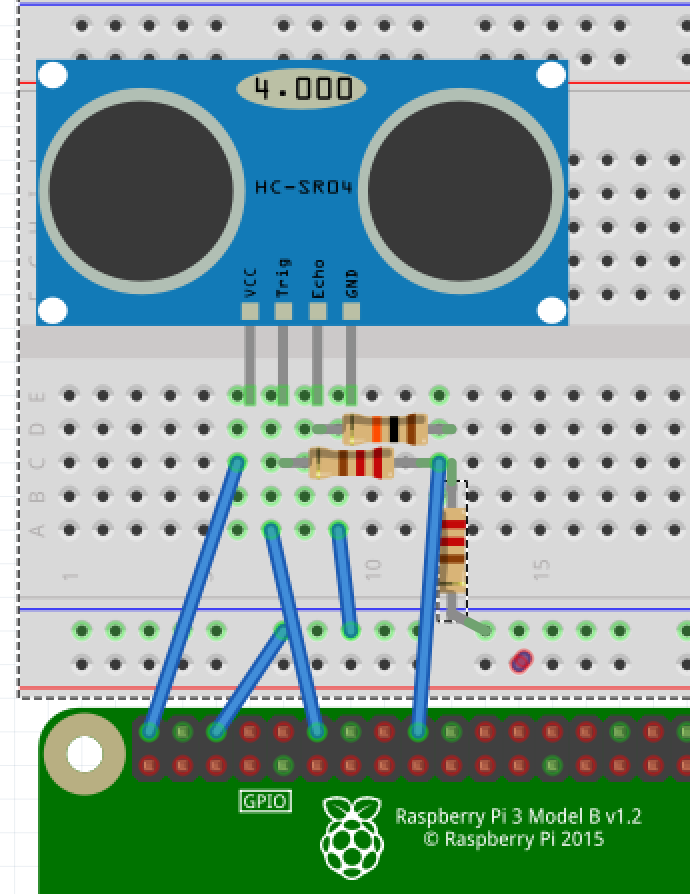 4.000
HC-SR04
VCC
Trig
Echo
GND
E
D
C
B
A
1
10
15
GPIO
Raspberry Pi 3 Model B v1.2
© Raspberry Pi 2015